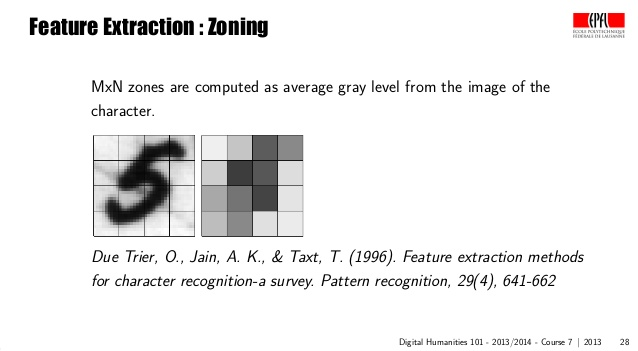 Feature Extraction : Zoning
EPFL
ÉCOLE POLYTECHNIQUE
FÉDÉRALE DE LAUSANNE
MxN zones are computed as average gray level from the image of the
character.
5
Due Trier, O., Jain, A. K., & Taxt, T. (1996). Feature extraction methods
for character recognition-a survey. Pattern recognition, 29(4), 641-662
Digital Humanities 101 - 2013/2014 - Course 7 | 2013 28